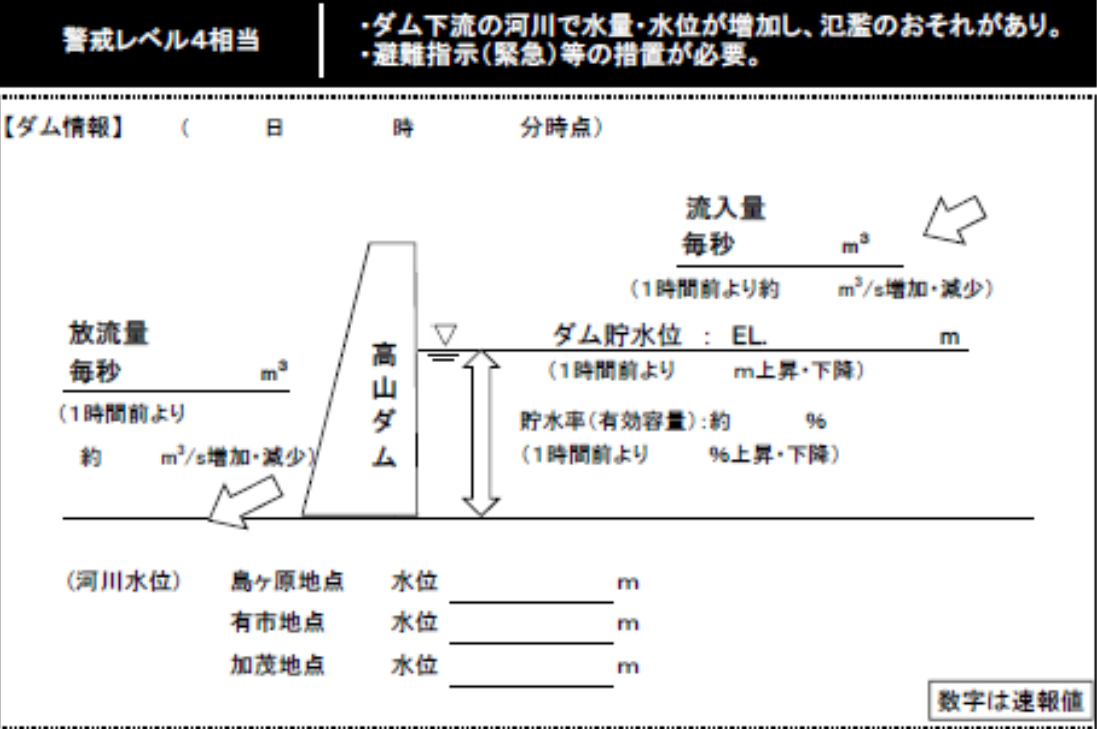 警戒レベル4相当
・ダム下流の河川で水量・水位が増加し、氾濫のおそれがあり。
・避難指示(緊急)等の措置が必要。
【ダム情報】 ( 日 時 分時点)
流入量
毎秒 m³
(1時間前より約 m³/s増加・減少)
放流量
毎秒 m³
(1時間前より
約 m³/s増加・減少)
高山ダム
ダム貯水位 : EL. m
(1時間前より m上昇・下降)
貯水率(有効容量):約 %
(1時間前より %上昇・下降)
(河川水位)島ヶ原地点 水位 m
有市地点 水位 m
加茂地点 水位 m
数字は速報値